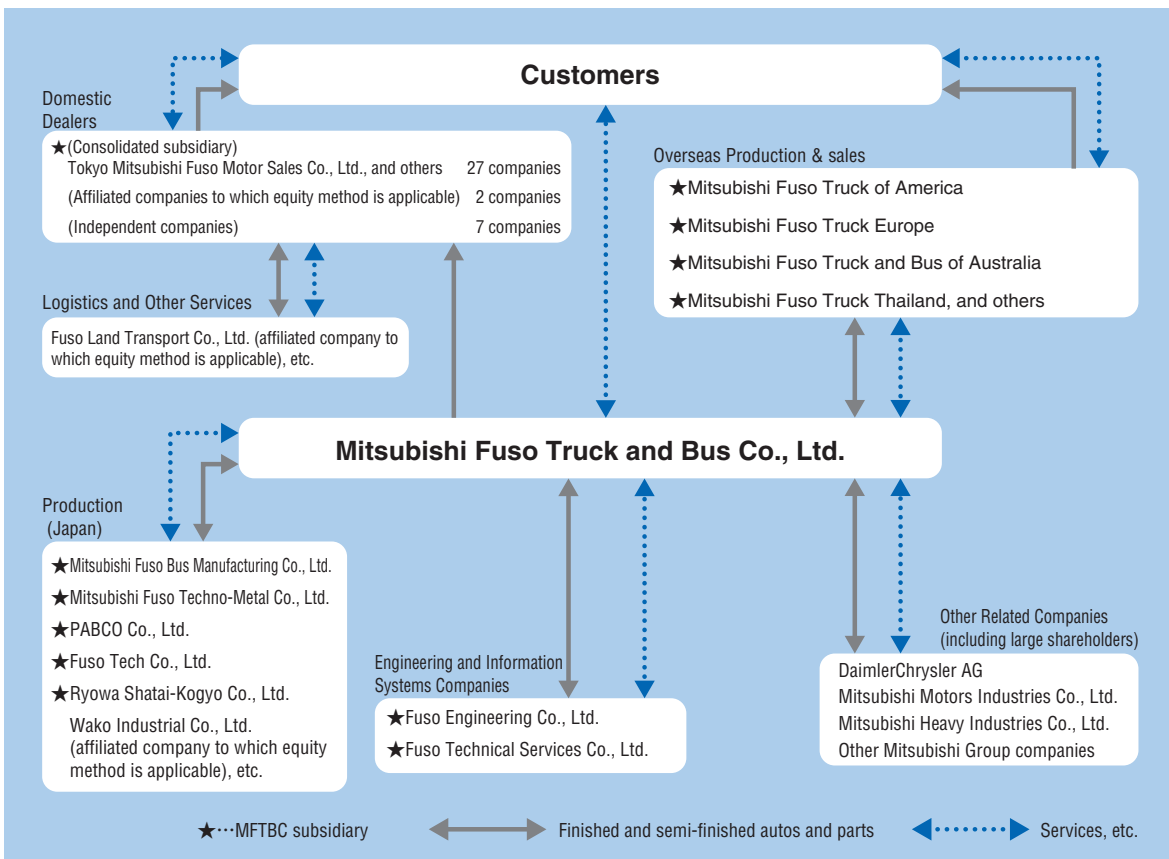 Customers
Domestic
Dealers
★(Consolidated subsidiary)
Tokyo Mitsubishi Fuso Motor Sales Co., Ltd., and others 27 companies
(Affiliated companies to which equity method is applicable) 2 companies
(Independent companies) 7 companies
Overseas Production & sales
★Mitsubishi Fuso Truck of America
★Mitsubishi Fuso Truck Europe
★Mitsubishi Fuso Truck and Bus of Australia
★Mitsubishi Fuso Truck Thailand, and others
Logistics and Other Services
Fuso Land Transport Co., Ltd. (affiliated company to
which equity method is applicable), etc.
Mitsubishi Fuso Truck and Bus Co., Ltd.
Production
(Japan)
★Mitsubishi Fuso Bus Manufacturing Co., Ltd.
★Mitsubishi Fuso Techno-Metal Co., Ltd.
★PABCO Co., Ltd.
★Fuso Tech Co., Ltd.
★Ryowa Shatai-Kogyo Co., Ltd.
Wako Industrial Co., Ltd.
(affiliated company to which equity
method is applicable), etc.
Engineering and Information
Systems Companies
★Fuso Engineering Co., Ltd.
★Fuso Technical Services Co., Ltd.
Other Related Companies
(including large shareholders)
DaimlerChrysler AG
Mitsubishi Motors Industries Co., Ltd.
Mitsubishi Heavy Industries Co., Ltd.
Other Mitsubishi Group companies
★···MFTBC subsidiary
Finished and semi-finished autos and parts
Services, etc.